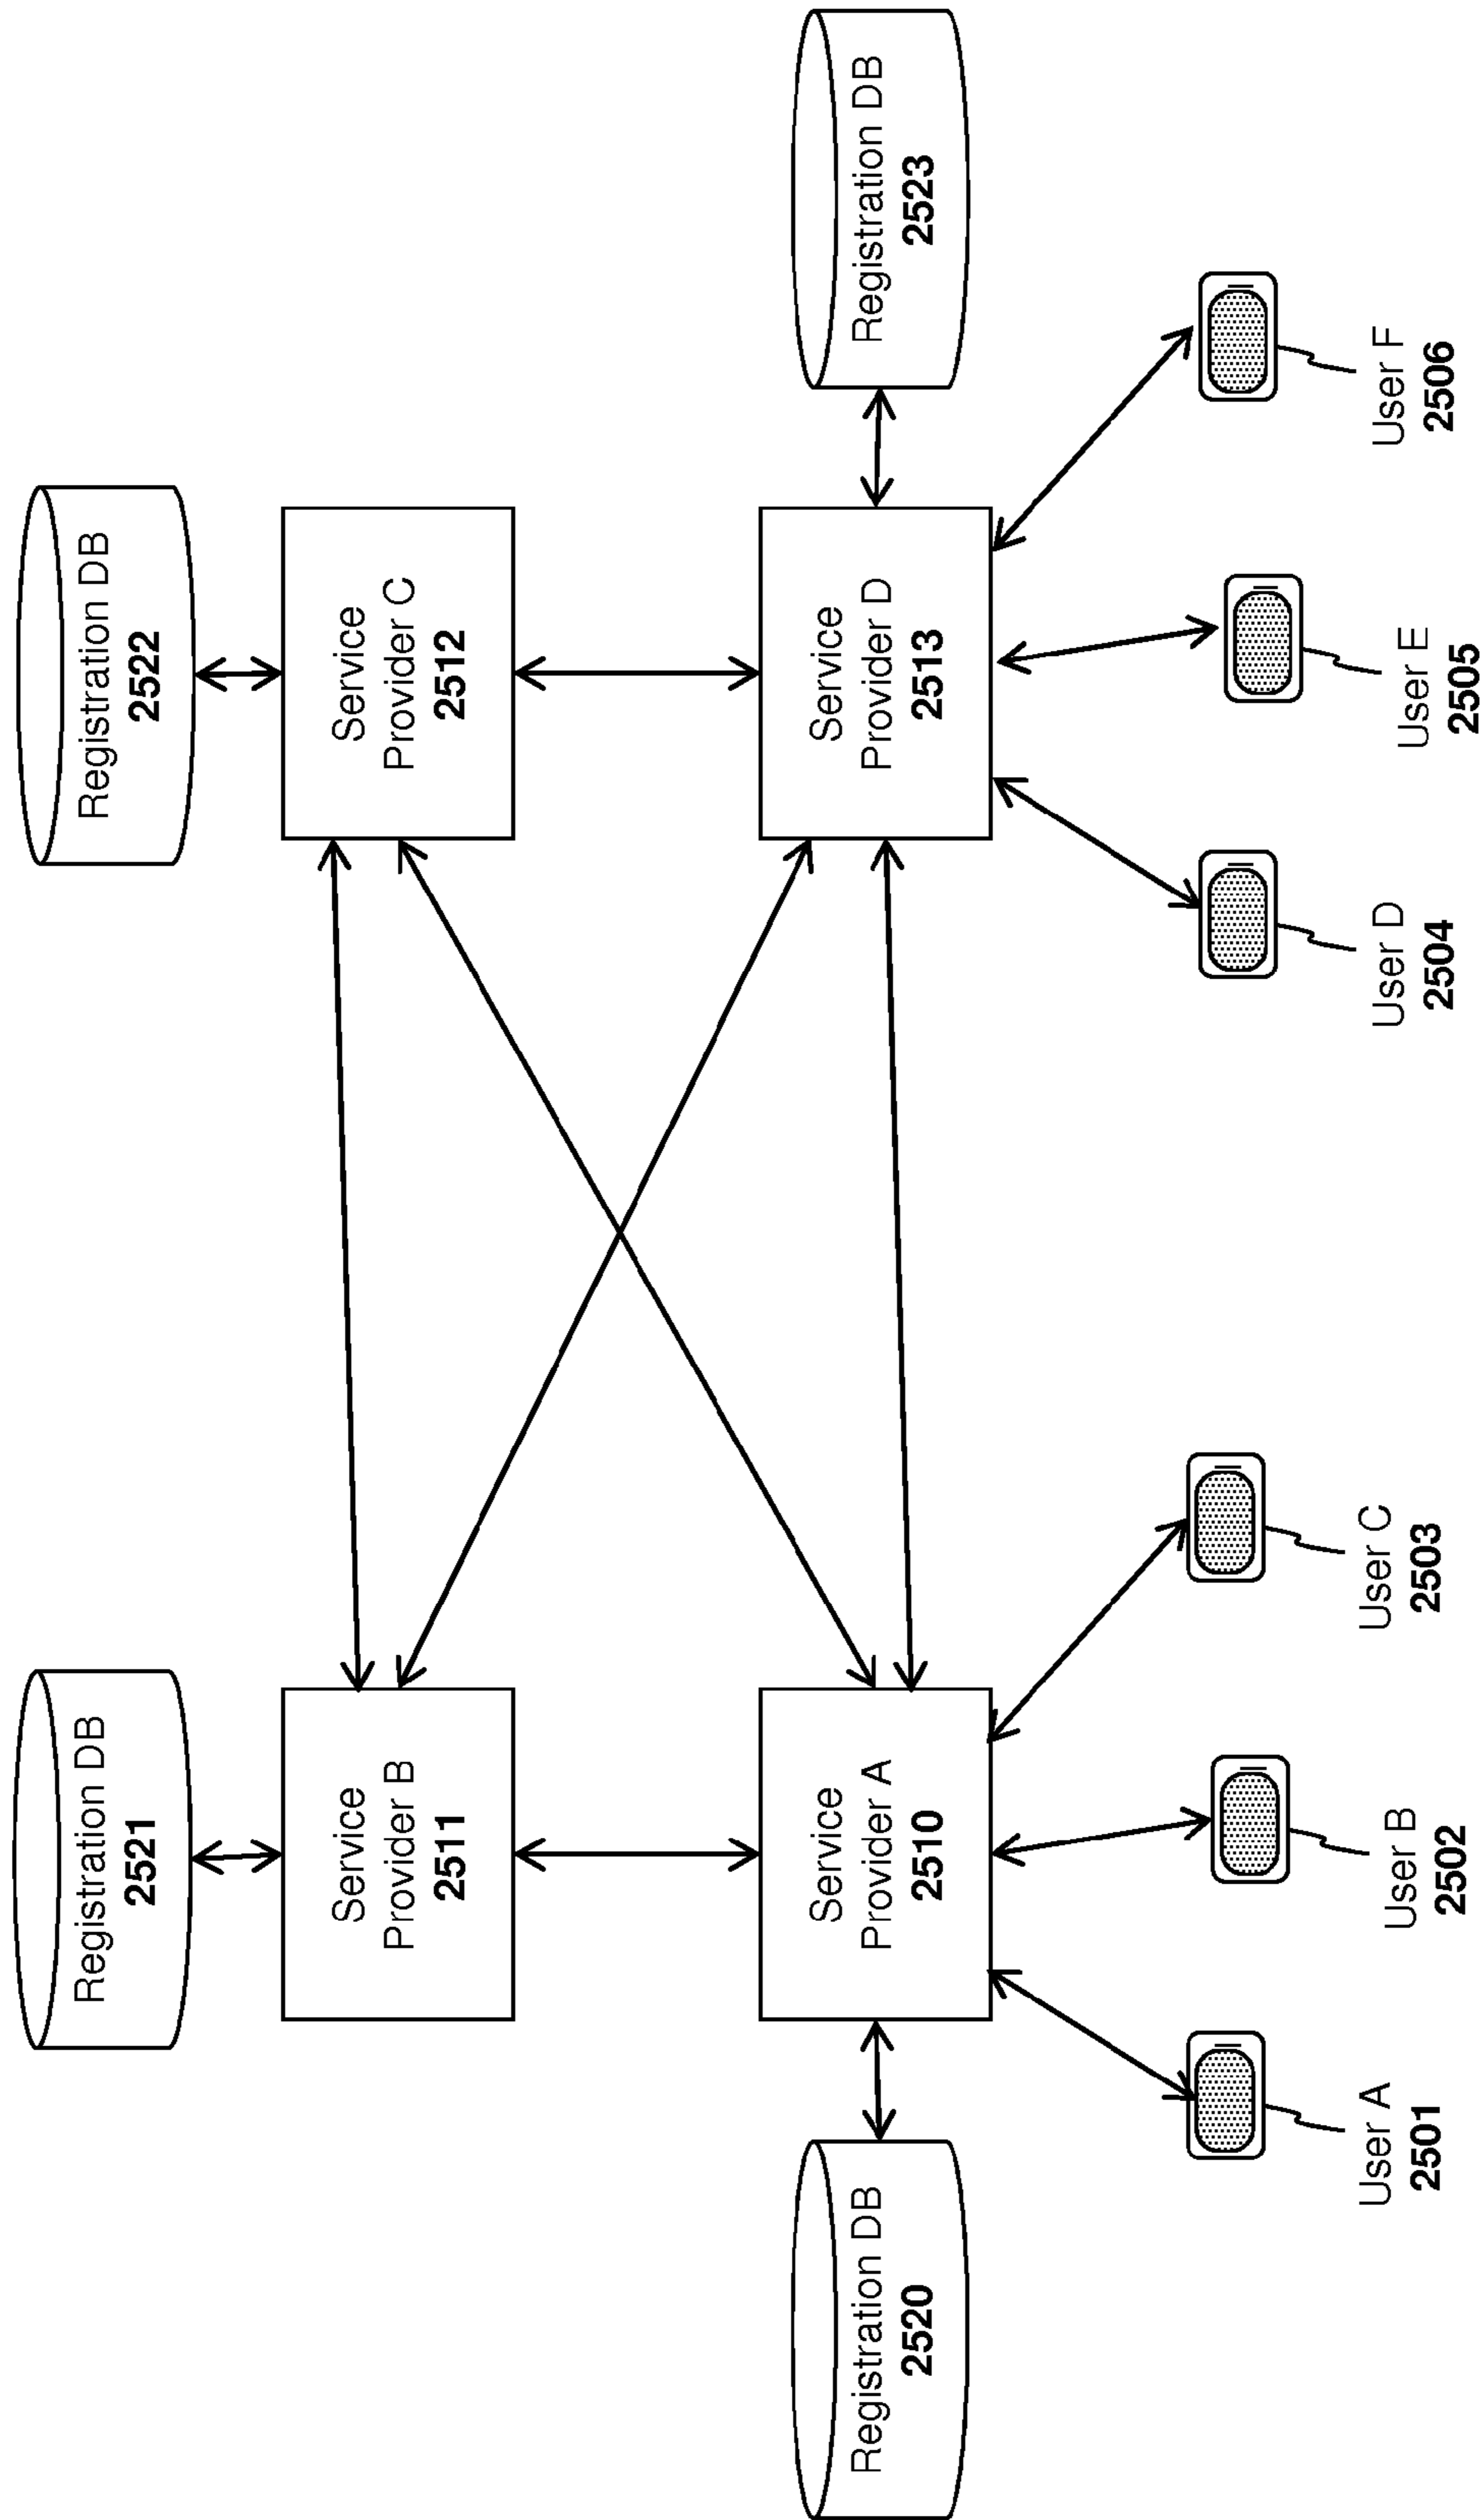 Registration DB
2521
Registration DB
2522
Service
Provider B
2511
Service
Provider C
2512
Registration DB
2520
Service
Provider A
2510
Service
Provider D
2513
Registration DB
2523
User A
2501
User B
2502
User C
2503
User D
2504
User E
2505
User F
2506